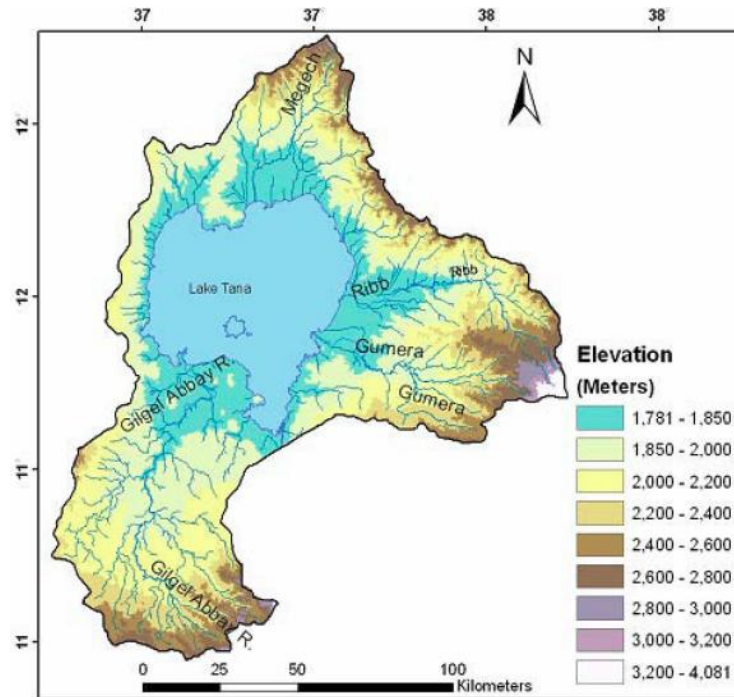 37 37 38 38
N
Megech
12
Ribb
Ribb
Lake Tana
12
Gumera
Gumera
Gilgel Abbay R.
Elevation
(Meters)
1,781 - 1,850
1,850 - 2,000
2,000 - 2,200
2,200 - 2,400
2,400 - 2,600
2,600 - 2,800
2,800 - 3,000
3,000 - 3,200
3,200 - 4,081
11
Gilgel Abbay R.
11
0 25 50 100
Kilometers